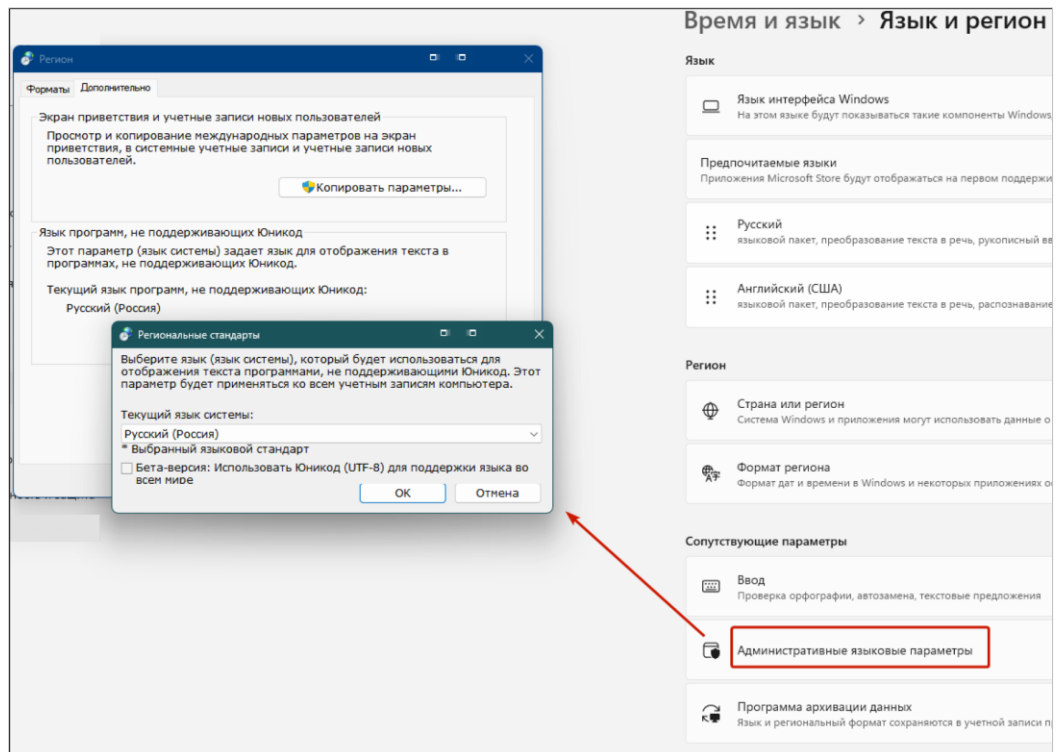 Время и язык > Язык и регион
Регион
Форматы
Дополнительно
Экран приветствия и учетные записи новых пользователей
Просмотр и копирование международных параметров на экран
приветствия, в системные учетные записи и учетные записи новых
пользователей.
Копировать параметры...
Язык программ, не поддерживающих Юникод
Этот параметр (язык системы) задает язык для отображения текста в
программах, не поддерживающих Юникод.
Текущий язык программ, не поддерживающих Юникод:
Русский (Россия)
Региональные стандарты
Выберите язык (язык системы), который будет использоваться для
отображения текста программами, не поддерживающими Юникод. Этот
параметр будет применяться ко всем учетным записям компьютера.
Текущий язык системы:
Русский (Россия)
* Выбранный языковой стандарт
Бета-версия: Использовать Юникод (UTF-8) для поддержки языка во
всем мире
ОК
Отмена
Язык
Язык интерфейса Windows
На этом языке будут показываться такие компоненты Windows,
Предпочитаемые языки
Приложения Microsoft Store будут отображаться на первом
Русский
языковой пакет, преобразование текста в речь, рукописный
Английский (США)
языковой пакет, преобразование текста в речь, распознавание
Регион
Страна или регион
Система Windows и приложения могут использовать данные о
Формат региона
Формат дат и времени в Windows и некоторых приложениях
Сопутствующие параметры
Ввод
Проверка орфографии, автозамена, текстовые предложения
Административные языковые параметры
Программа архивации данных
Язык и региональный формат сохраняются в учетной записи